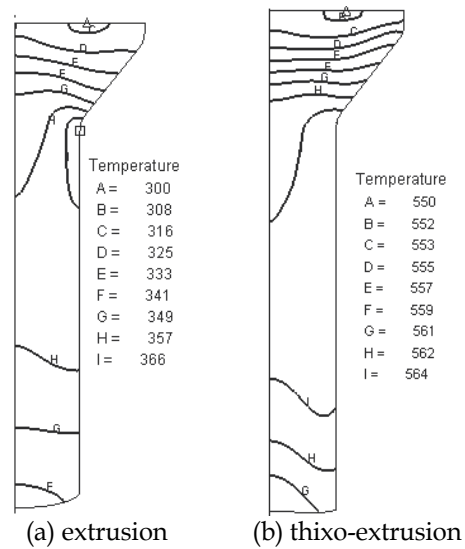 D
E
E
G
H
H
G
Temperature
A = 300
B = 308
C = 316
D = 325
E = 333
F = 341
G = 349
H = 357
I = 366
(a) extrusion
C
D
E
E
G
H
I
H
G
Temperature
A = 550
B = 552
C = 553
D = 555
E = 557
F = 559
G = 561
H = 562
I = 564
(b) thixo-extrusion